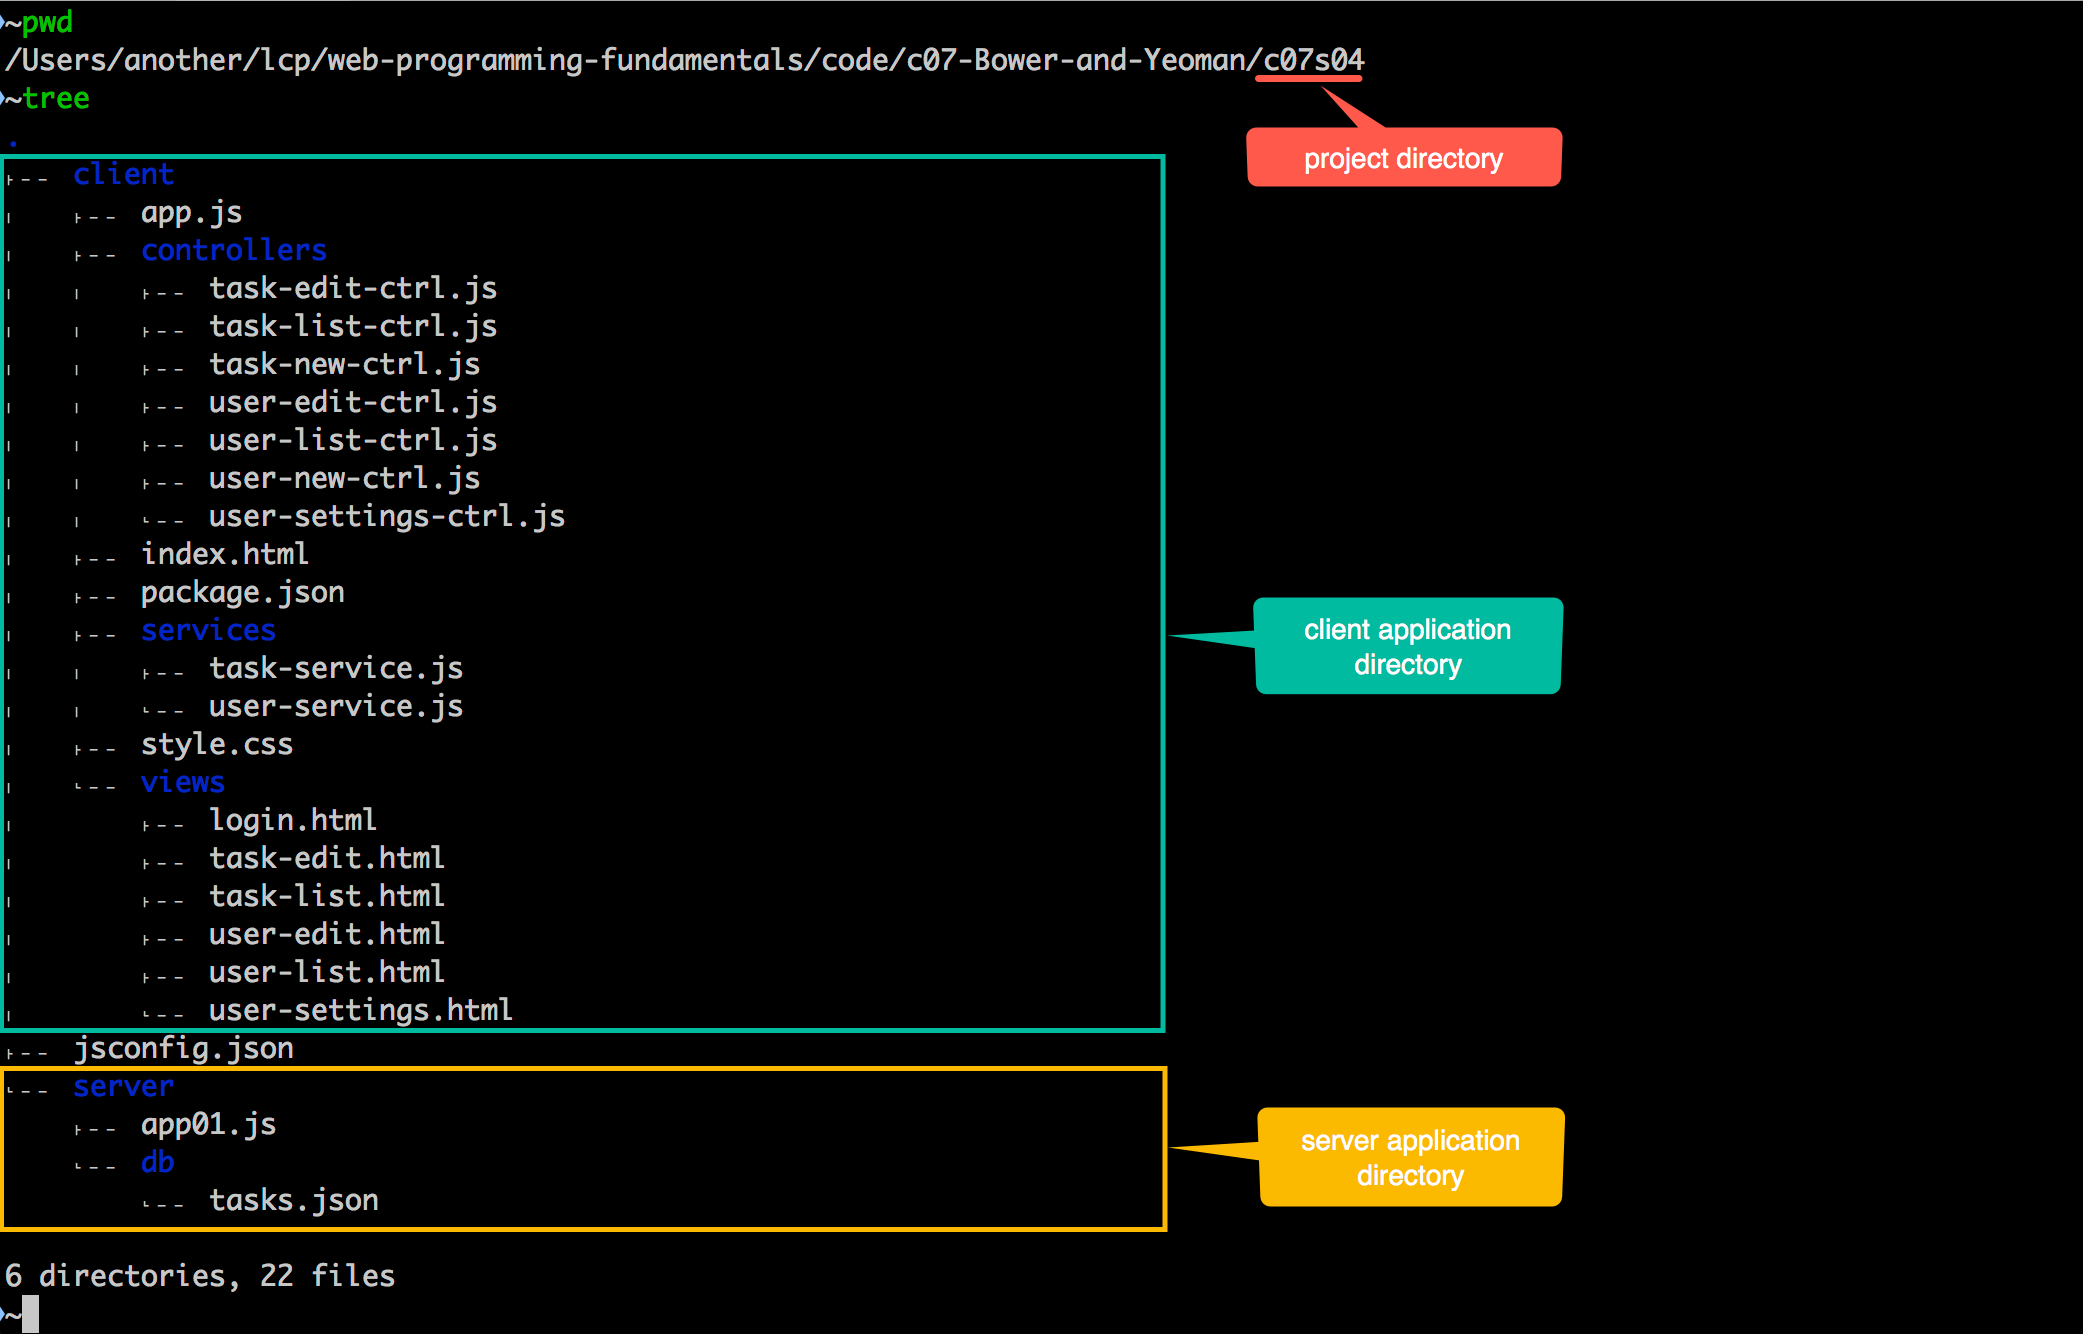 ~pwd
/Users/another/lcp/web-programming-fundamentals/code/c07-Bower-and-Yeoman/c07s04
~tree
.
project directory
├-- client
|   ├-- app.js
|   ├-- controllers
|   |   ├-- task-edit-ctrl.js
|   |   ├-- task-list-ctrl.js
|   |   ├-- task-new-ctrl.js
|   |   ├-- user-edit-ctrl.js
|   |   ├-- user-list-ctrl.js
|   |   ├-- user-new-ctrl.js
|   |   └-- user-settings-ctrl.js
|   ├-- index.html
|   ├-- package.json
|   ├-- services
|   |   ├-- task-service.js
|   |   └-- user-service.js
|   ├-- style.css
|   └-- views
|       ├-- login.html
|       ├-- task-edit.html
|       ├-- task-list.html
|       ├-- user-edit.html
|       ├-- user-list.html
|       └-- user-settings.html
client application
directory
├-- jsconfig.json
└-- server
    ├-- app01.js
    └-- db
        └-- tasks.json
server application
directory
6 directories, 22 files
~